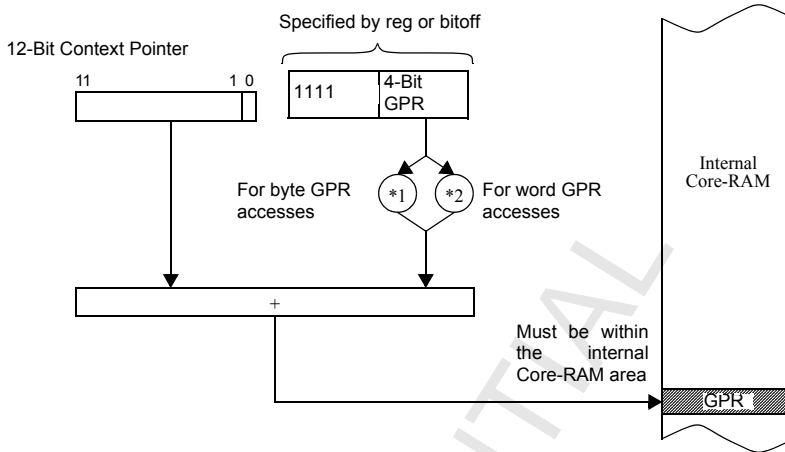 Specified by reg or bitoff
12-Bit Context Pointer
11 1 0
1111
4-Bit
GPR
For byte GPR
accesses
*1
*2
For word GPR
accesses
Internal
Core-RAM
+
Must be within
the internal
Core-RAM area
GPR
NTIAL